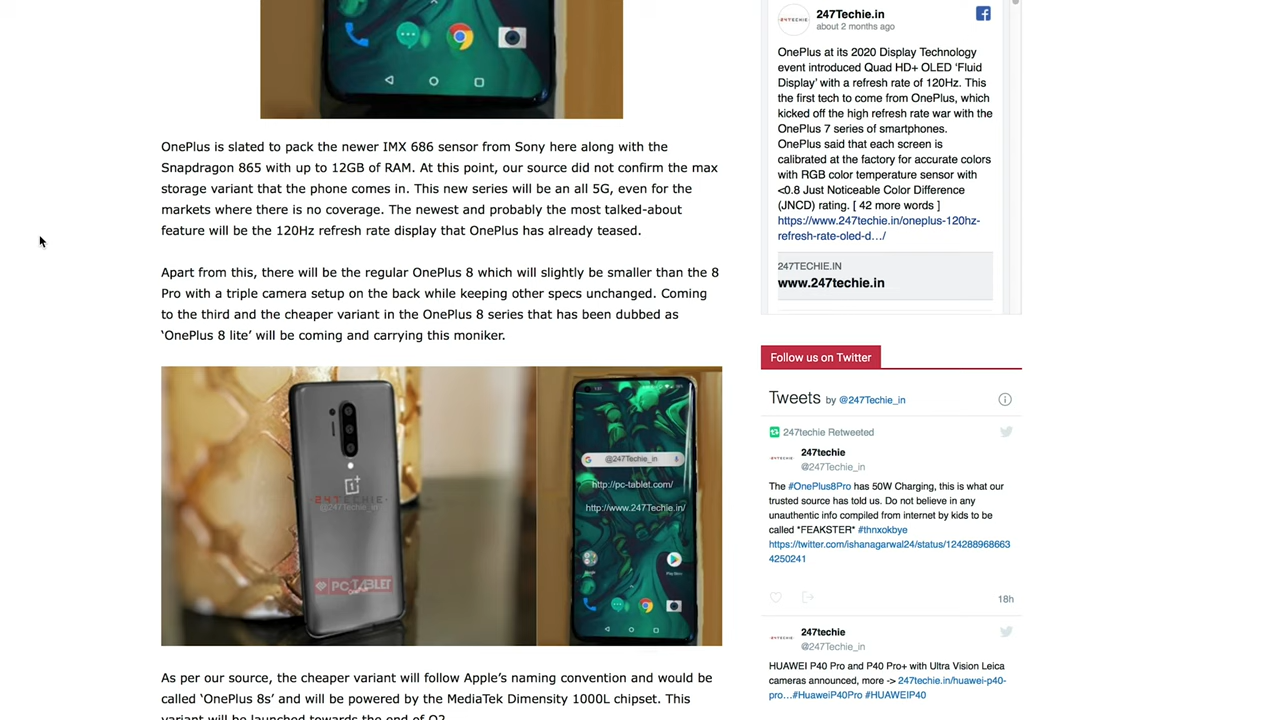 OnePlus is slated to pack the newer IMX 686 sensor from Sony here along with the
Snapdragon 865 with up to 12GB of RAM. At this point, our source did not confirm the max
storage variant that the phone comes in. This new series will be an all 5G, even for the
markets where there is no coverage. The newest and probably the most talked-about
feature will be the 120Hz refresh rate display that OnePlus has already teased.
Apart from this, there will be the regular OnePlus 8 which will slightly be smaller than the 8
Pro with a triple camera setup on the back while keeping other specs unchanged. Coming
to the third and the cheaper variant in the OnePlus 8 series that has been dubbed as
‘OnePlus 8 lite’ will be coming and carrying this moniker.
247TECHIE
@247Techie_in
PC-TABLET
@247Techie_in
http://pc-tablet.com/
http://www.247Techie.in/
As per our source, the cheaper variant will follow Apple’s naming convention and would be
called ‘OnePlus 8s’ and will be powered by the MediaTek Dimensity 1000L chipset. This
variant will be launched towards the end of Q2
247Techie.in
about 2 months ago
OnePlus at its 2020 Display Technology
event introduced Quad HD+ OLED ‘Fluid
Display’ with a refresh rate of 120Hz. This
the first tech to come from OnePlus, which
kicked off the high refresh rate war with the
OnePlus 7 series of smartphones.
OnePlus said that each screen is
calibrated at the factory for accurate colors
with RGB color temperature sensor with
<0.8 Just Noticeable Color Difference
(JNCD) rating. [ 42 more words ]
https://www.247techie.in/oneplus-120hz-
refresh-rate-oled-d…/
247TECHIE.IN
www.247techie.in
Follow us on Twitter
Tweets by @247Techie_in
247techie Retweeted
247techie
@247Techie_in
The #OnePlus8Pro has 50W Charging, this is what our
trusted source has told us. Do not believe in any
unauthentic info compiled from internet by kids to be
called *FEAKSTER* #thnxokbye
https://twitter.com/ishanagarwal24/status/124288968663
4250241
18h
247techie
@247Techie_in
HUAWEI P40 Pro and P40 Pro+ with Ultra Vision Leica
cameras announced, more -> 247techie.in/huawei-p40-
pro…#HuaweiP40Pro #HUAWEIP40